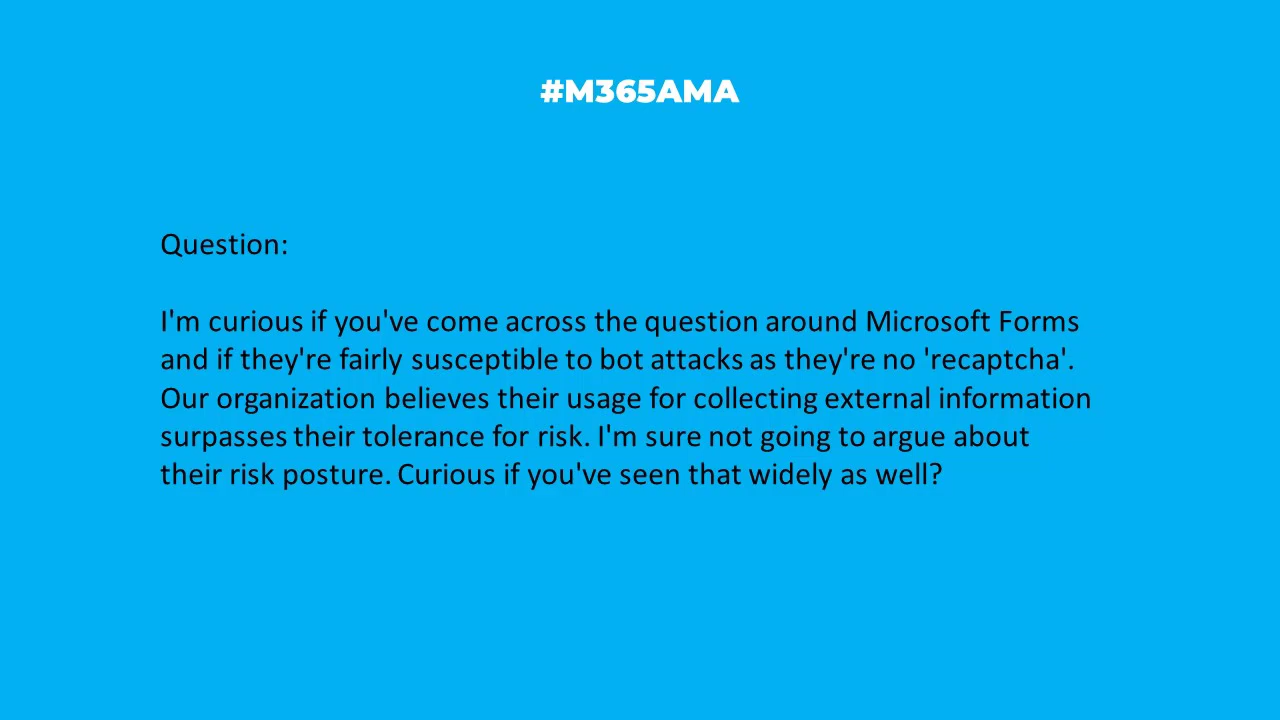 #M365AMA
Question:
I'm curious if you've come across the question around Microsoft Forms
and if they're fairly susceptible to bot attacks as they're no 'recaptcha'.
Our organization believes their usage for collecting external information
surpasses their tolerance for risk. I'm sure not going to argue about
their risk posture. Curious if you've seen that widely as well?